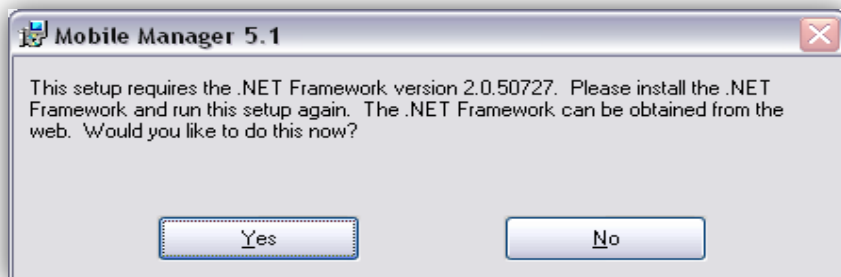 Mobile Manager 5.1
This setup requires the .NET Framework version 2.0.50727.  Please install the .NET
Framework and run this setup again.  The .NET Framework can be obtained from the
web.  Would you like to do this now?
Yes
No